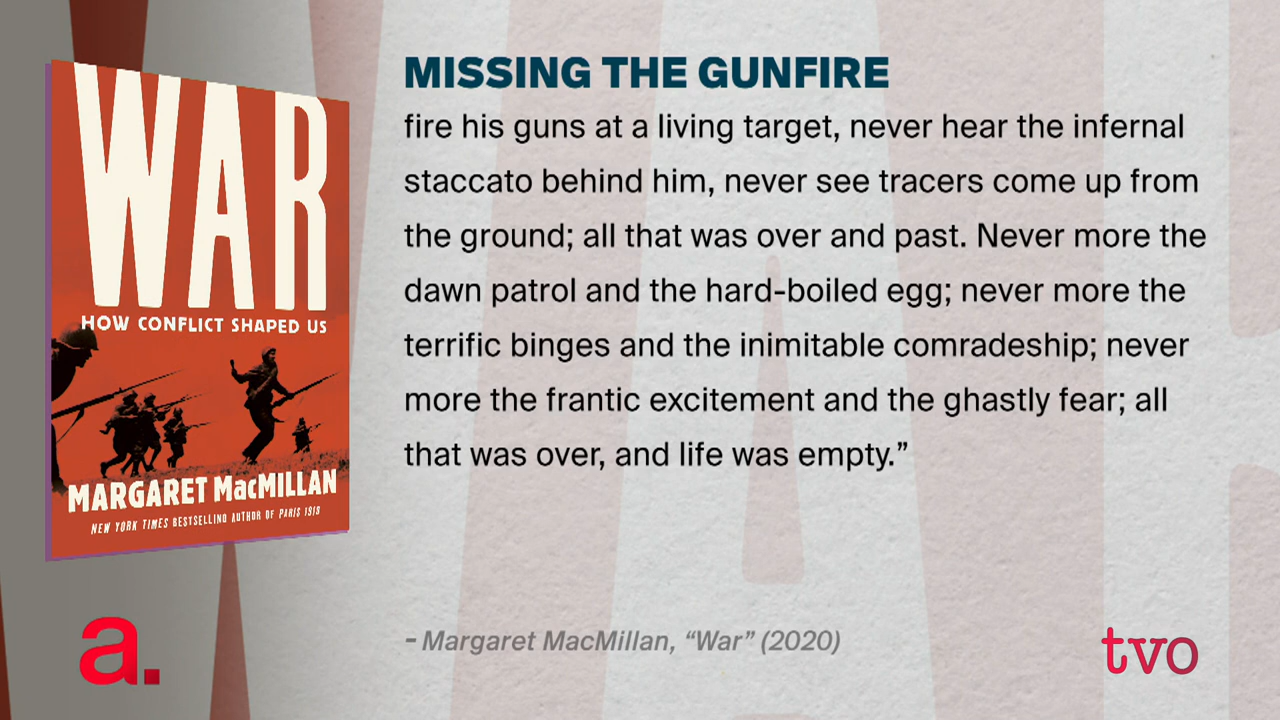 WAR
HOW CONFLICT SHAPED US
MARGARET MacMILLAN
NEW YORK TIMES BESTSELLING AUTHOR OF PARIS 1919
MISSING THE GUNFIRE
fire his guns at a living target, never hear the infernal
staccato behind him, never see tracers come up from
the ground; all that was over and past. Never more the
dawn patrol and the hard-boiled egg; never more the
terrific binges and the inimitable comradeship; never
more the frantic excitement and the ghastly fear; all
that was over, and life was empty.”
- Margaret MacMillan, “War” (2020)
a.
tvo